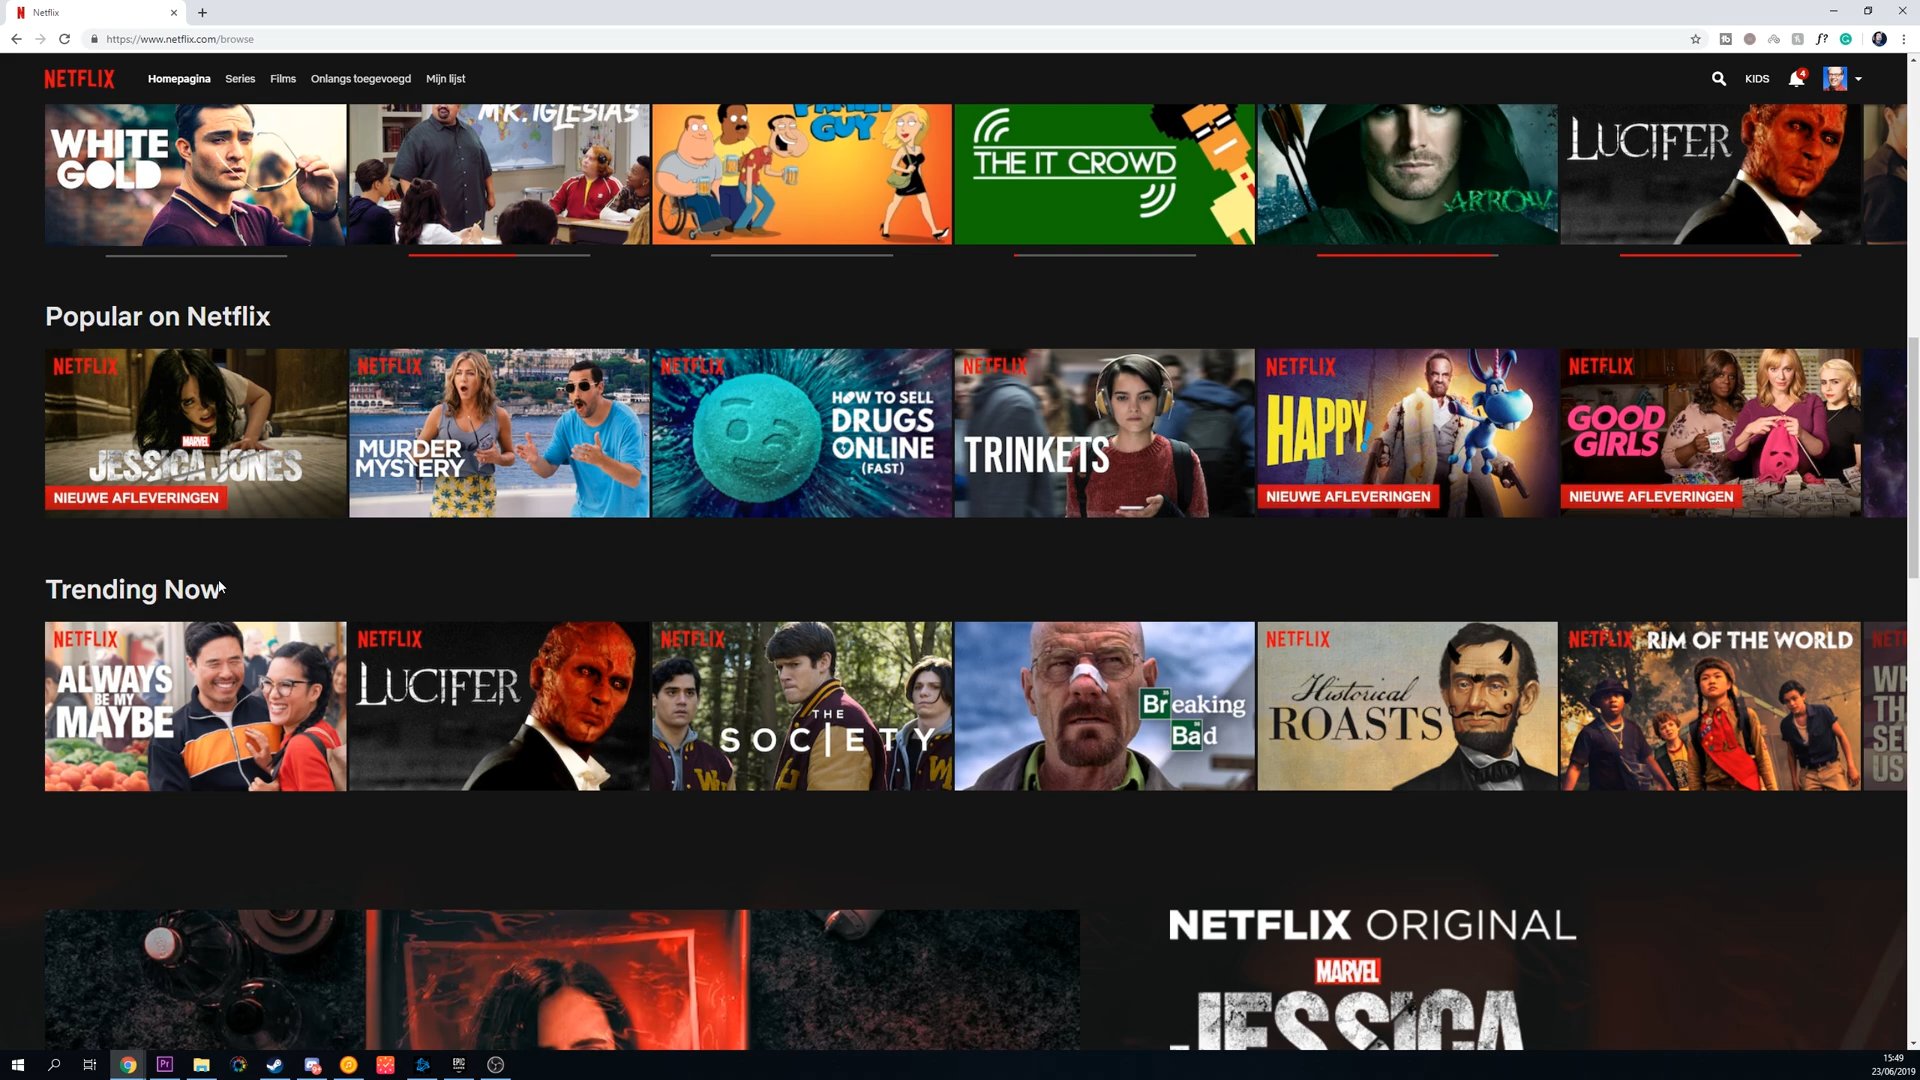 Netflix
https://www.netflix.com/browse
NETFLIX Homepagina Series Films Onlangs toegevoegd Mijn lijst KIDS 4
WHITE
GOLD
MR. IGLESIAS
FAMILY
GUY
THE IT CROWD
ARROW
LUCIFER
Popular on Netflix
NETFLIX
MARVEL
JESSICA JONES
NIEUWE AFLEVERINGEN
NETFLIX
MURDER
MYSTERY
NETFLIX
HOW TO SELL
DRUGS
ONLINE
(FAST)
NETFLIX
TRINKETS
NETFLIX
HAPPY!
NIEUWE AFLEVERINGEN
NETFLIX
GOOD
GIRLS
NIEUWE AFLEVERINGEN
Trending Now
NETFLIX
ALWAYS
BE MY
MAYBE
NETFLIX
LUCIFER
NETFLIX
THE
SOCIETY
Breaking
Bad
NETFLIX
Historical
ROASTS
NETFLIX
RIM OF THE WORLD
NETFLIX ORIGINAL
MARVEL
JESSICA
15:49
23/06/2019